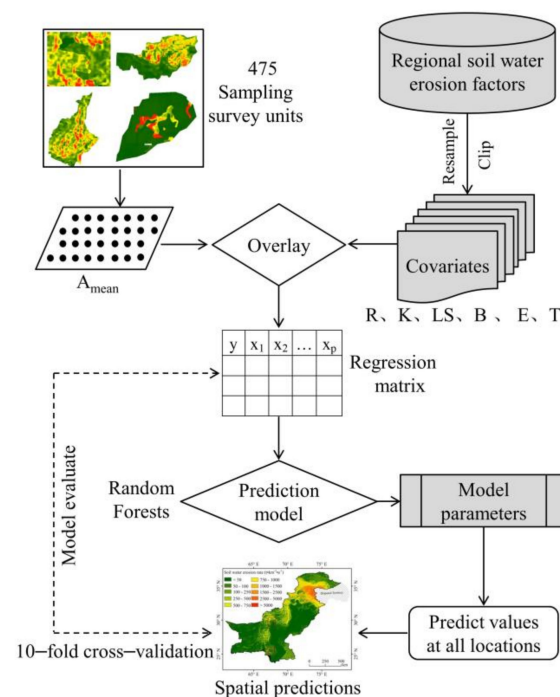 475
Sampling
survey units
Regional soil water
erosion factors
Resample
Clip
A_mean
Overlay
Covariates
R、K、LS、B 、 E、T
y x₁ x₂ … xₚ
Regression
matrix
Model evaluate
Random
Forests
Prediction
model
Model
parameters
10−fold cross−validation
Predict values
at all locations
Spatial predictions